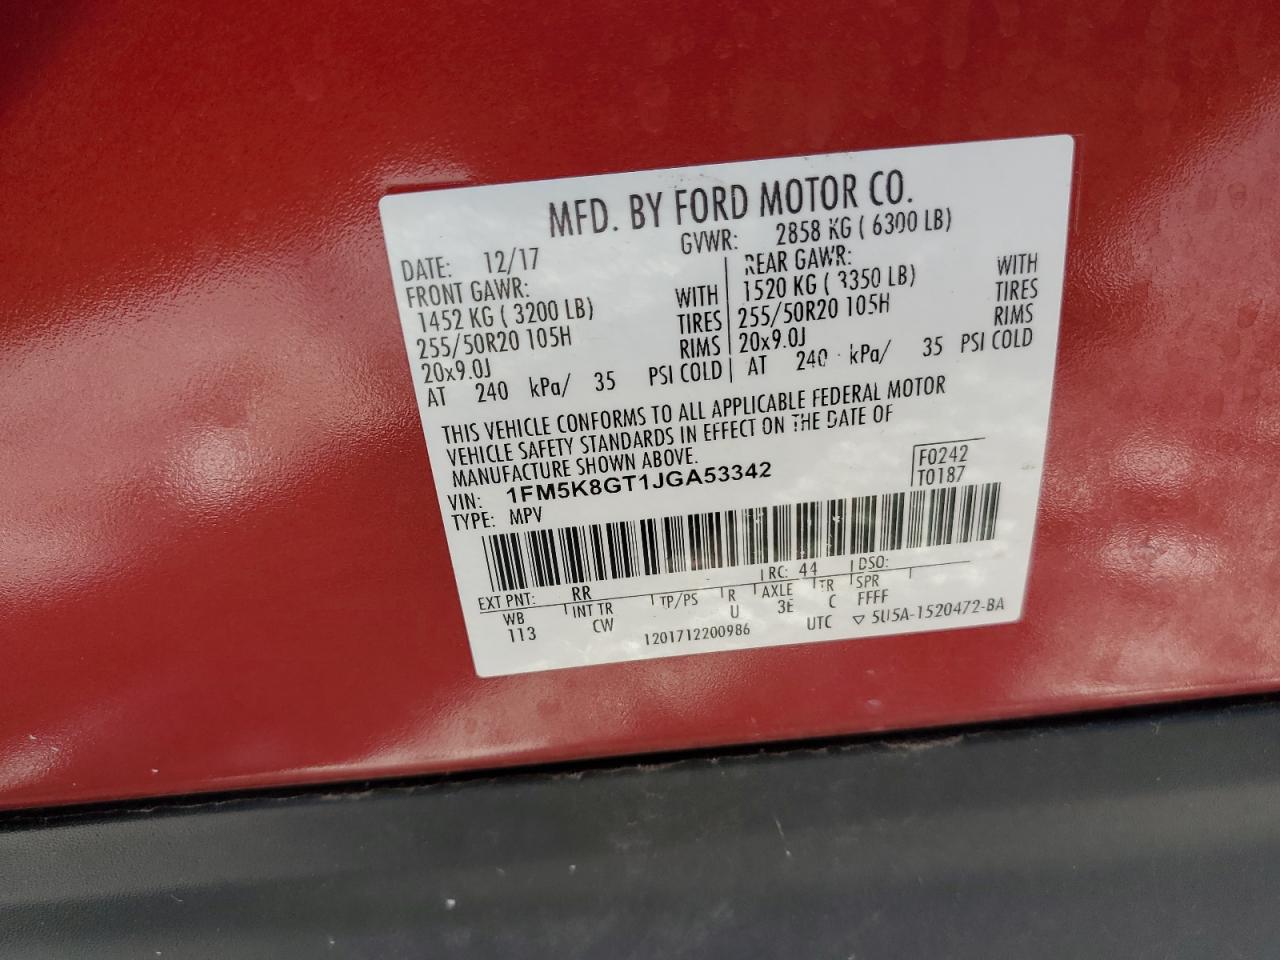 MFD. BY FORD MOTOR CO.
DATE: 12/17 GVWR: 2858 KG ( 6300 LB)
FRONT GAWR: REAR GAWR:
1452 KG ( 3200 LB) WITH 1520 KG ( 3350 LB) WITH
255/50R20 105H TIRES 255/50R20 105H TIRES
20x9.0J RIMS 20x9.0J RIMS
AT 240 kPa/ 35 PSI COLD AT 240 kPa/ 35 PSI COLD
THIS VEHICLE CONFORMS TO ALL APPLICABLE FEDERAL MOTOR
VEHICLE SAFETY STANDARDS IN EFFECT ON THE DATE OF
MANUFACTURE SHOWN ABOVE.
F0242
VIN: 1FM5K8GT1JGA53342 T0187
TYPE: MPV
EXT PNT: RR RC: 44 DSO:
WB INT TR TP/PS R AXLE TR SPR
113 CW U 3E C FFFF
1201712200986 UTC ▽ 5U5A-1520472-BA